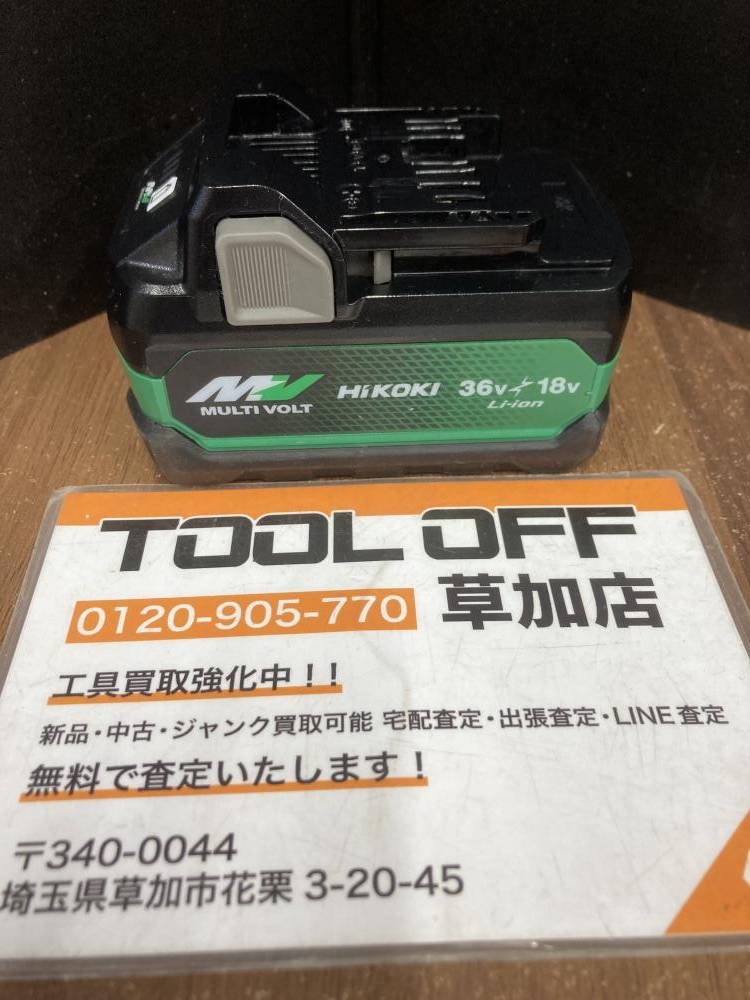 MULTI VOLT
HiKOKI
36V⚡18V
Li-ion
TOOL OFF
0120-905-770 草加店
工具買取強化中！！
新品・中古・ジャンク買取可能 宅配査定・出張査定・LINE査定
無料で査定いたします！
〒340-0044
埼玉県草加市花栗 3-20-45